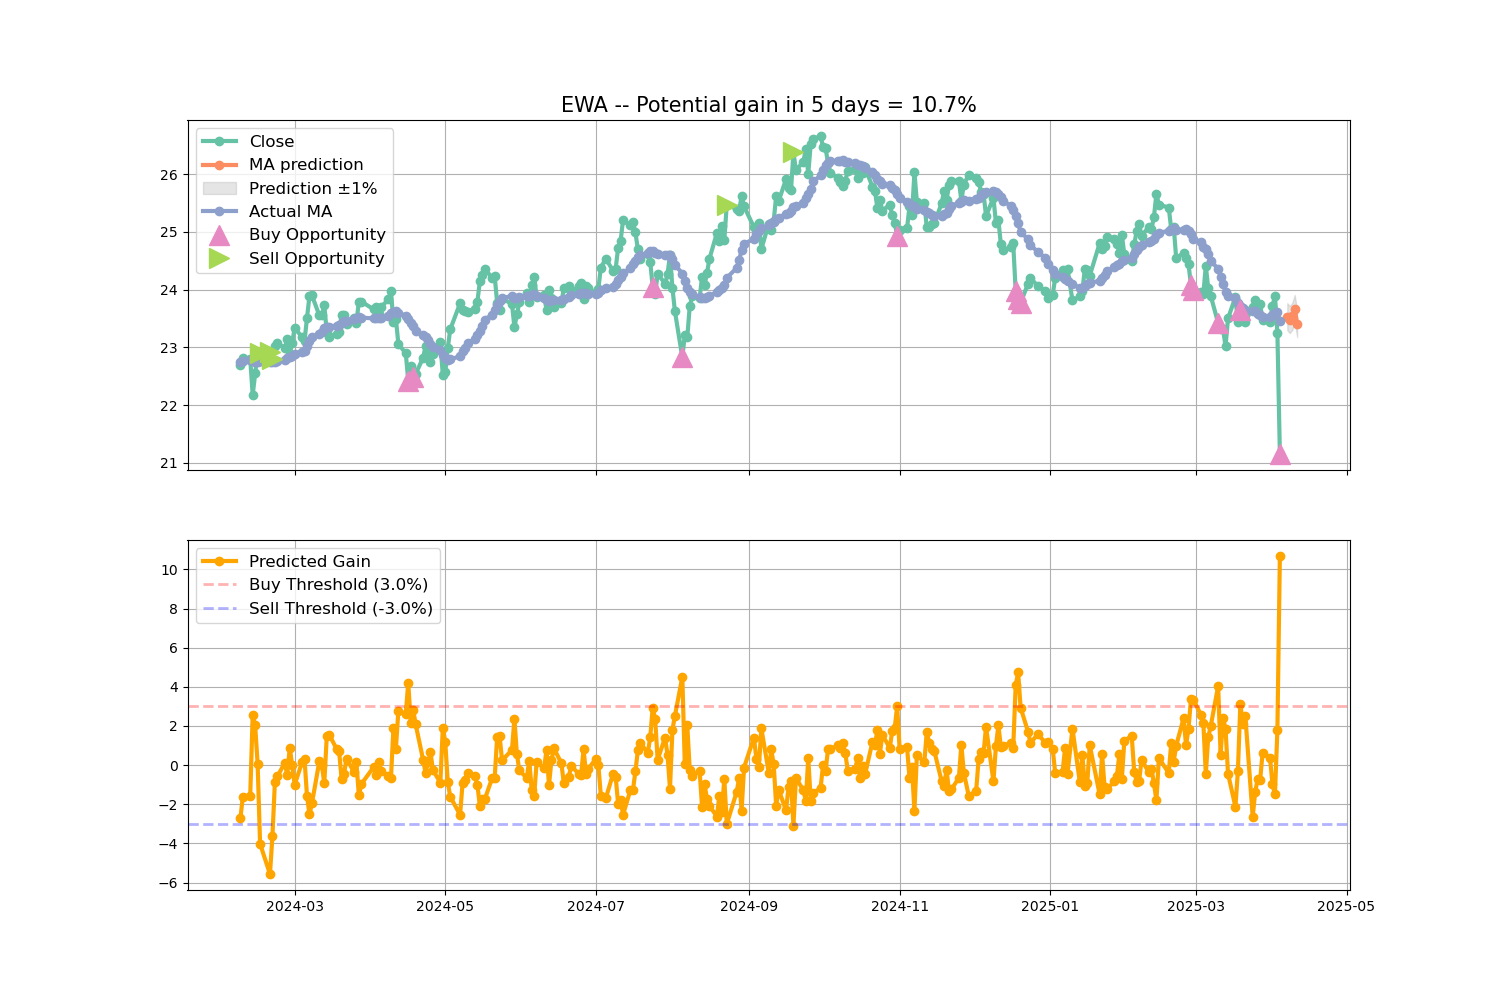 EWA -- Potential gain in 5 days = 10.7%
Close
MA prediction
Prediction ±1%
Actual MA
Buy Opportunity
Sell Opportunity
26
25
24
23
22
21
Predicted Gain
Buy Threshold (3.0%)
Sell Threshold (-3.0%)
10
8
6
4
2
0
−2
−4
−6
2024-03 2024-05 2024-07 2024-09 2024-11 2025-01 2025-03 2025-05